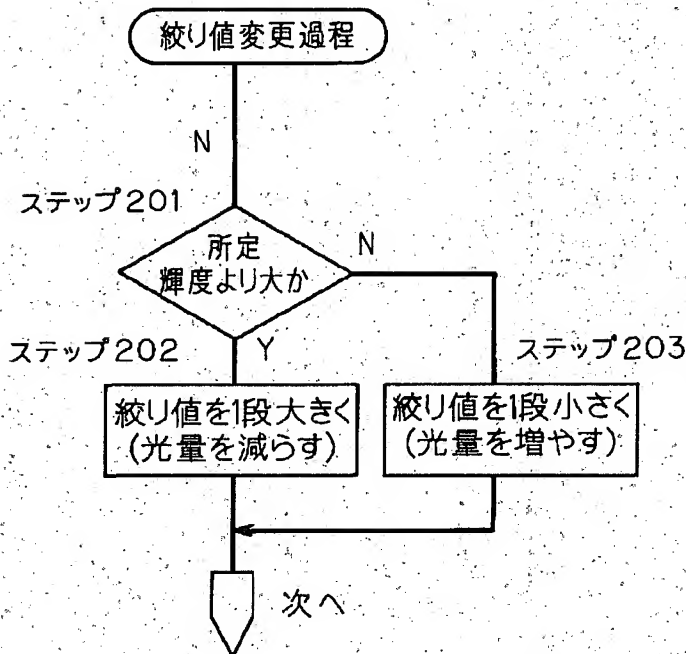 絞り値変更過程
N
ステップ201
所定
輝度より大か
N
ステップ202
Y
ステップ203
絞り値を1段大きく
(光量を減らす)
絞り値を1段小さく
(光量を増やす)
次へ